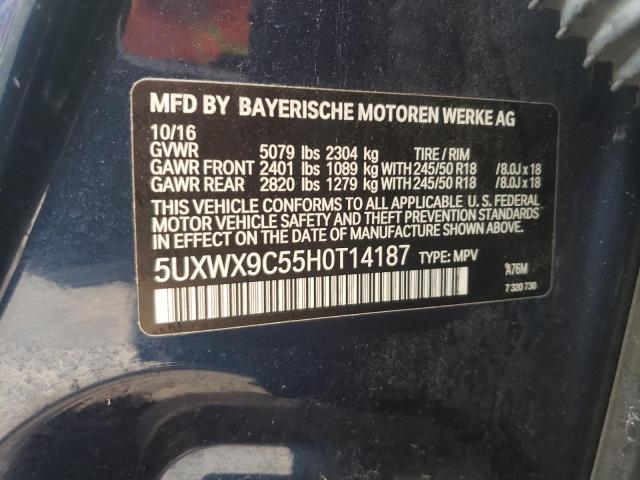 MFD BY BAYERISCHE MOTOREN WERKE AG
10/16
GVWR 5079 lbs 2304 kg TIRE / RIM
GAWR FRONT 2401 lbs 1089 kg WITH 245/50 R18 / 8.0J x 18
GAWR REAR 2820 lbs 1279 kg WITH 245/50 R18 / 8.0J x 18
THIS VEHICLE CONFORMS TO ALL APPLICABLE U. S. FEDERAL
MOTOR VEHICLE SAFETY AND THEFT PREVENTION STANDARDS
IN EFFECT ON THE DATE OF MANUFACTURE SHOWN ABOVE.
5UXWX9C55H0T14187 TYPE: MPV A76M
7 320 730